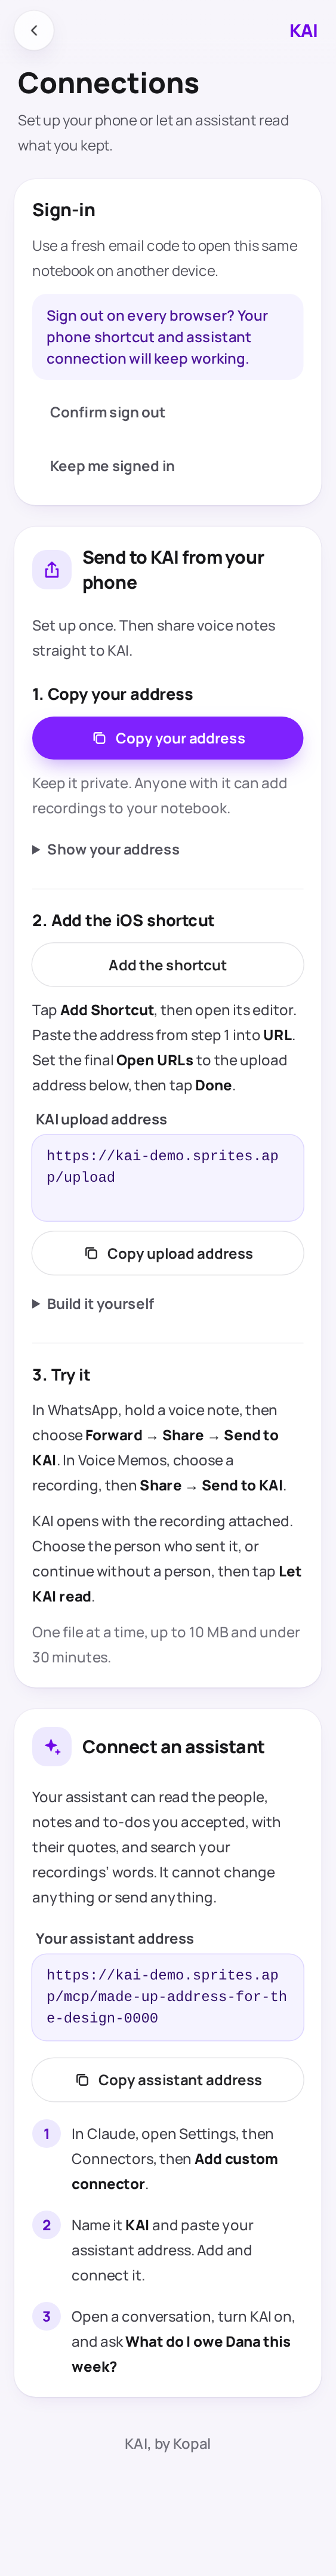 KAI
Connections
Set up your phone or let an assistant read
what you kept.
Sign-in
Use a fresh email code to open this same
notebook on another device.
Sign out on every browser? Your
phone shortcut and assistant
connection will keep working.
Confirm sign out
Keep me signed in
Send to KAI from your
phone
Set up once. Then share voice notes
straight to KAI.
1. Copy your address
Copy your address
Keep it private. Anyone with it can add
recordings to your notebook.
Show your address
2. Add the iOS shortcut
Add the shortcut
Tap Add Shortcut, then open its editor.
Paste the address from step 1 into URL.
Set the final Open URLs to the upload
address below, then tap Done.
KAI upload address
https://kai-demo.sprites.ap
p/upload
Copy upload address
Build it yourself
3. Try it
In WhatsApp, hold a voice note, then
choose Forward → Share → Send to
KAI. In Voice Memos, choose a
recording, then Share → Send to KAI.
KAI opens with the recording attached.
Choose the person who sent it, or
continue without a person, then tap Let
KAI read.
One file at a time, up to 10 MB and under
30 minutes.
Connect an assistant
Your assistant can read the people,
notes and to-dos you accepted, with
their quotes, and search your
recordings’ words. It cannot change
anything or send anything.
Your assistant address
https://kai-demo.sprites.ap
p/mcp/made-up-address-for-th
e-design-0000
Copy assistant address
1 In Claude, open Settings, then
Connectors, then Add custom
connector.
2 Name it KAI and paste your
assistant address. Add and
connect it.
3 Open a conversation, turn KAI on,
and ask What do I owe Dana this
week?
KAI, by Kopal